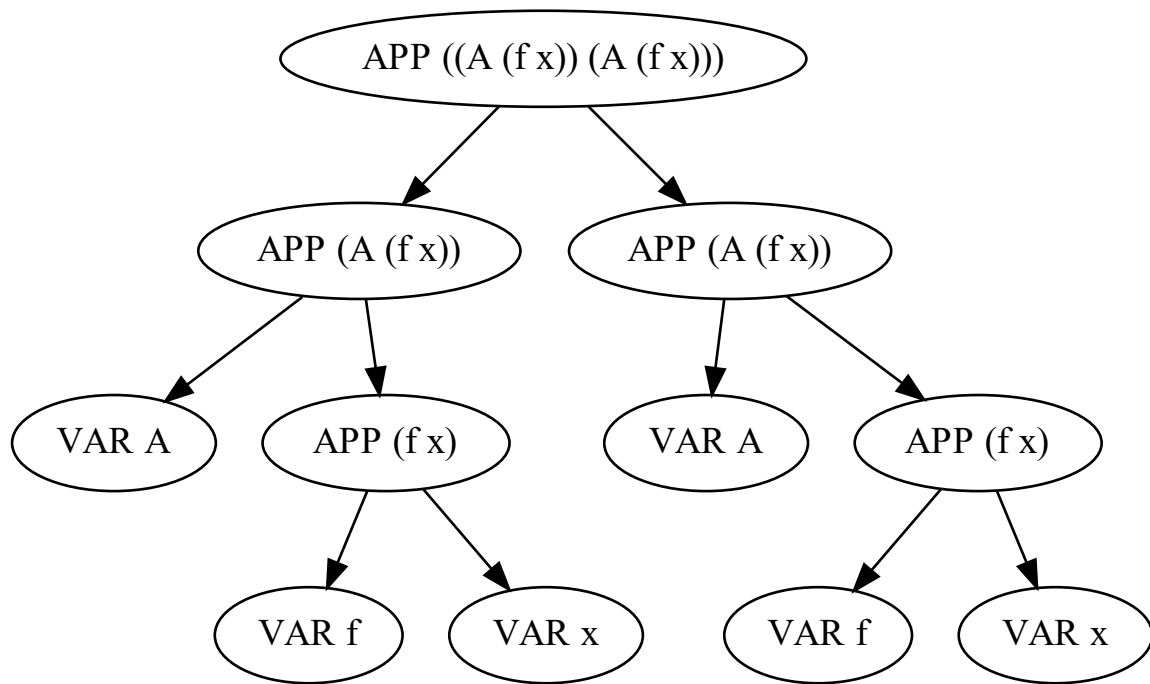 APP ((A (f x)) (A (f x)))
APP (A (f x))
APP (A (f x))
VAR A
APP (f x)
VAR A
APP (f x)
VAR f
VAR x
VAR f
VAR x